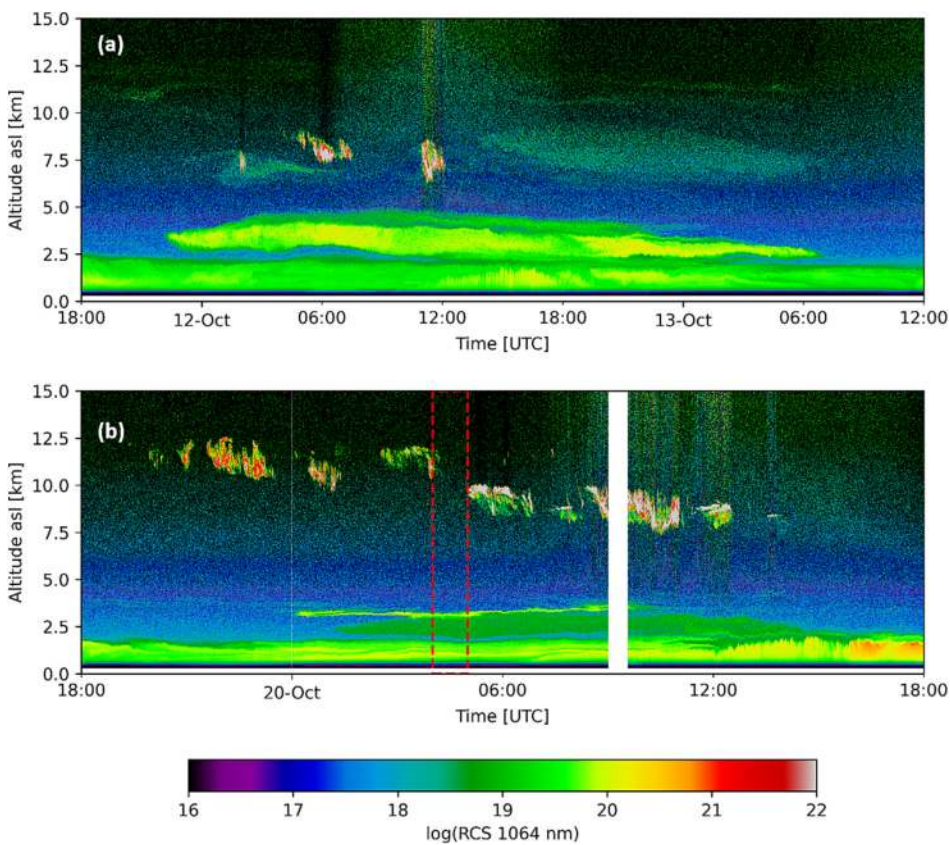 15.0
(a)
12.5
10.0
7.5
5.0
2.5
0.0
Altitude asl [km]
18:00 12-Oct 06:00 12:00 18:00 13-Oct 06:00 12:00
Time [UTC]
15.0
(b)
12.5
10.0
7.5
5.0
2.5
0.0
Altitude asl [km]
18:00 20-Oct 06:00 12:00 18:00
Time [UTC]
16 17 18 19 20 21 22
log(RCS 1064 nm)